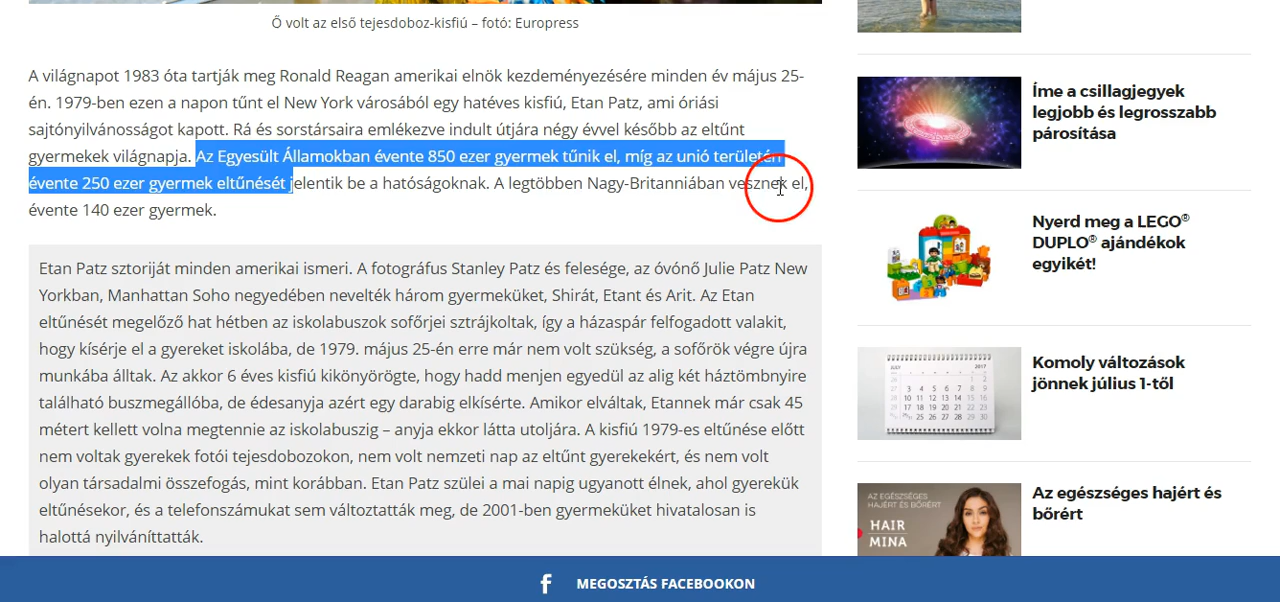 Ő volt az első tejesdoboz-kisfiú – fotó: Europress
A világnapot 1983 óta tartják meg Ronald Reagan amerikai elnök kezdeményezésére minden év május 25-
én. 1979-ben ezen a napon tűnt el New York városából egy hatéves kisfiú, Etan Patz, ami óriási
sajtónyilvánosságot kapott. Rá és sorstársaira emlékezve indult útjára négy évvel később az eltűnt
gyermekek világnapja. Az Egyesült Államokban évente 850 ezer gyermek tűnik el, míg az unió területén
évente 250 ezer gyermek eltűnését jelentik be a hatóságoknak. A legtöbben Nagy-Britanniában vesznek el,
évente 140 ezer gyermek.
Etan Patz sztoriját minden amerikai ismeri. A fotográfus Stanley Patz és felesége, az óvónő Julie Patz New
Yorkban, Manhattan Soho negyedében nevelték három gyermeküket, Shirát, Etant és Arit. Az Etan
eltűnését megelőző hat hétben az iskolabuszok sofőrjei sztrájkoltak, így a házaspár felfogadott valakit,
hogy kísérje el a gyereket iskolába, de 1979. május 25-én erre már nem volt szükség, a sofőrök végre újra
munkába álltak. Az akkor 6 éves kisfiú kikönyörögte, hogy hadd menjen egyedül az alig két háztömbnyire
található buszmegállóba, de édesanyja azért egy darabig elkísérte. Amikor elváltak, Etannek már csak 45
métert kellett volna megtennie az iskolabuszig – anyja ekkor látta utoljára. A kisfiú 1979-es eltűnése előtt
nem voltak gyerekek fotói tejesdobozokon, nem volt nemzeti nap az eltűnt gyerekekért, és nem volt
olyan társadalmi összefogás, mint korábban. Etan Patz szülei a mai napig ugyanott élnek, ahol gyerekük
eltűnésekor, és a telefonszámukat sem változtatták meg, de 2001-ben gyermeküket hivatalosan is
halottá nyilváníttatták.
Íme a csillagjegyek
legjobb és legrosszabb
párosítása
Nyerd meg a LEGO®
DUPLO® ajándékok
egyikét!
Komoly változások
jönnek július 1-től
Az egészséges hajért és
bőrért
AZ EGÉSZSÉGES
HAJÉRT ÉS BŐRÉRT
HAIR
MINA
MEGOSZTÁS FACEBOOKON